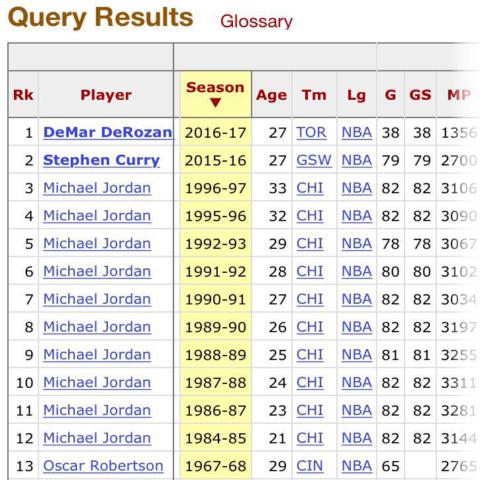 Query Results Glossary
Rk Player Season ▼ Age Tm Lg G GS MP
1 DeMar DeRozan 2016-17 27 TOR NBA 38 38 1356
2 Stephen Curry 2015-16 27 GSW NBA 79 79 2700
3 Michael Jordan 1996-97 33 CHI NBA 82 82 3106
4 Michael Jordan 1995-96 32 CHI NBA 82 82 3090
5 Michael Jordan 1992-93 29 CHI NBA 78 78 3067
6 Michael Jordan 1991-92 28 CHI NBA 80 80 3102
7 Michael Jordan 1990-91 27 CHI NBA 82 82 3034
8 Michael Jordan 1989-90 26 CHI NBA 82 82 3197
9 Michael Jordan 1988-89 25 CHI NBA 81 81 3255
10 Michael Jordan 1987-88 24 CHI NBA 82 82 3311
11 Michael Jordan 1986-87 23 CHI NBA 82 82 3281
12 Michael Jordan 1984-85 21 CHI NBA 82 82 3144
13 Oscar Robertson 1967-68 29 CIN NBA 65 2765